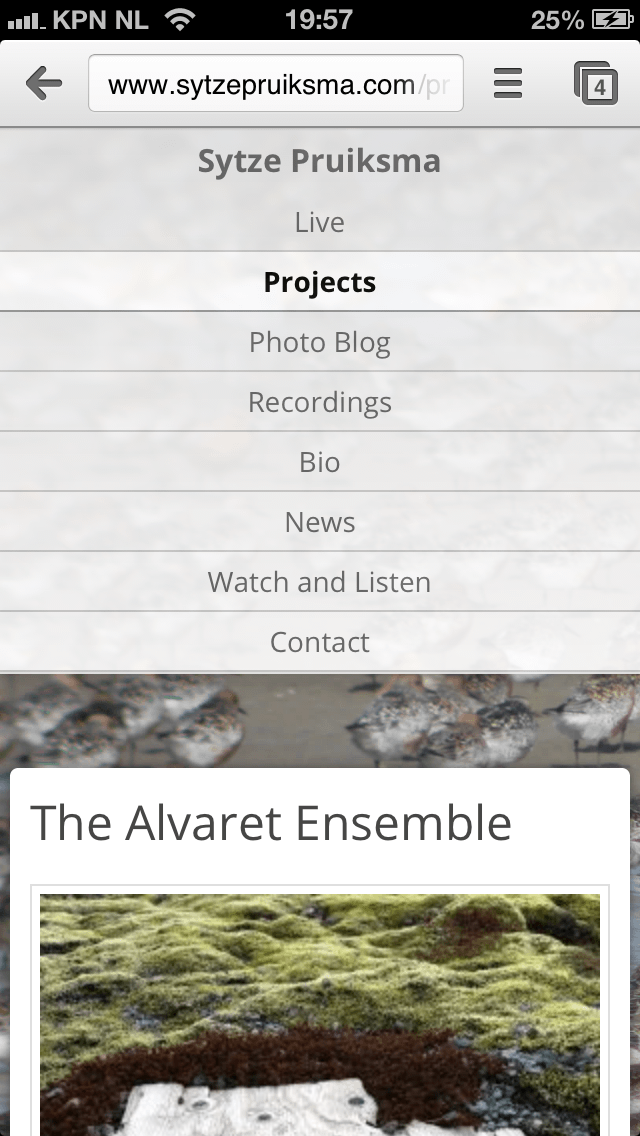 KPN NL 19:57 25%
www.sytzepruiksma.com/pr
4
Sytze Pruiksma
Live
Projects
Photo Blog
Recordings
Bio
News
Watch and Listen
Contact
The Alvaret Ensemble